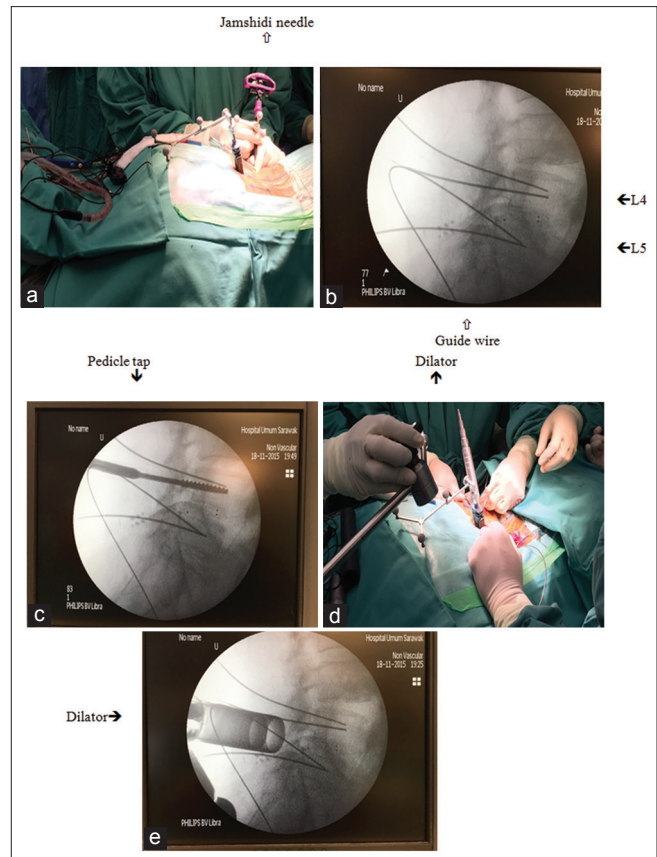 Jamshidi needle
⇧
a
No name
U
Hospital Umum
18-11-20
77
1
PHILIPS BV Libra
b
←L4
←L5
⇧
Guide wire
Pedicle tap
↓
Dilator
↑
No name
U
Hospital Umum Sarawak
Non Vascular
18-11-2015 19:49
83
1
PHILIPS BV Libra
c
d
No name
U
Hospital Umum Sarawak
Non Vascular
18-11-2015 19:25
PHILIPS BV Libra
e
Dilator→